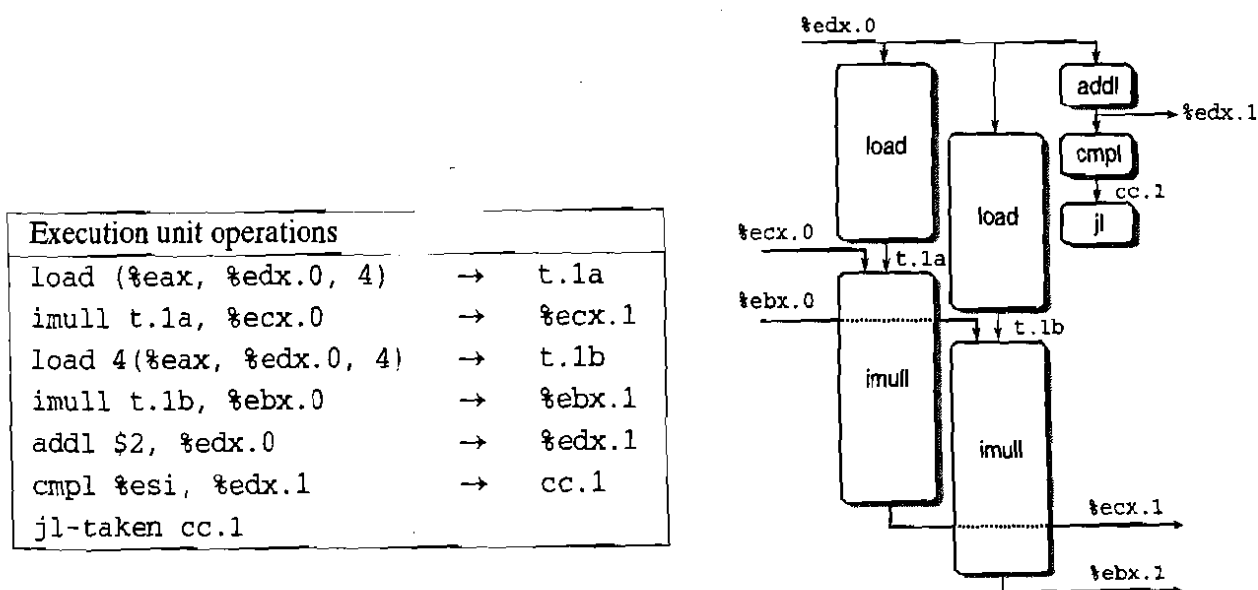 Execution unit operations
load (%eax, %edx.0, 4) → t.1a
imull t.1a, %ecx.0 → %ecx.1
load 4(%eax, %edx.0, 4) → t.1b
imull t.1b, %ebx.0 → %ebx.1
addl $2, %edx.0 → %edx.1
cmpl %esi, %edx.1 → cc.1
jl-taken cc.1
%edx.0
addl
%edx.1
load
cmpl
cc.1
load
jl
%ecx.0
t.1a
%ebx.0
t.1b
imull
imull
%ecx.1
%ebx.1